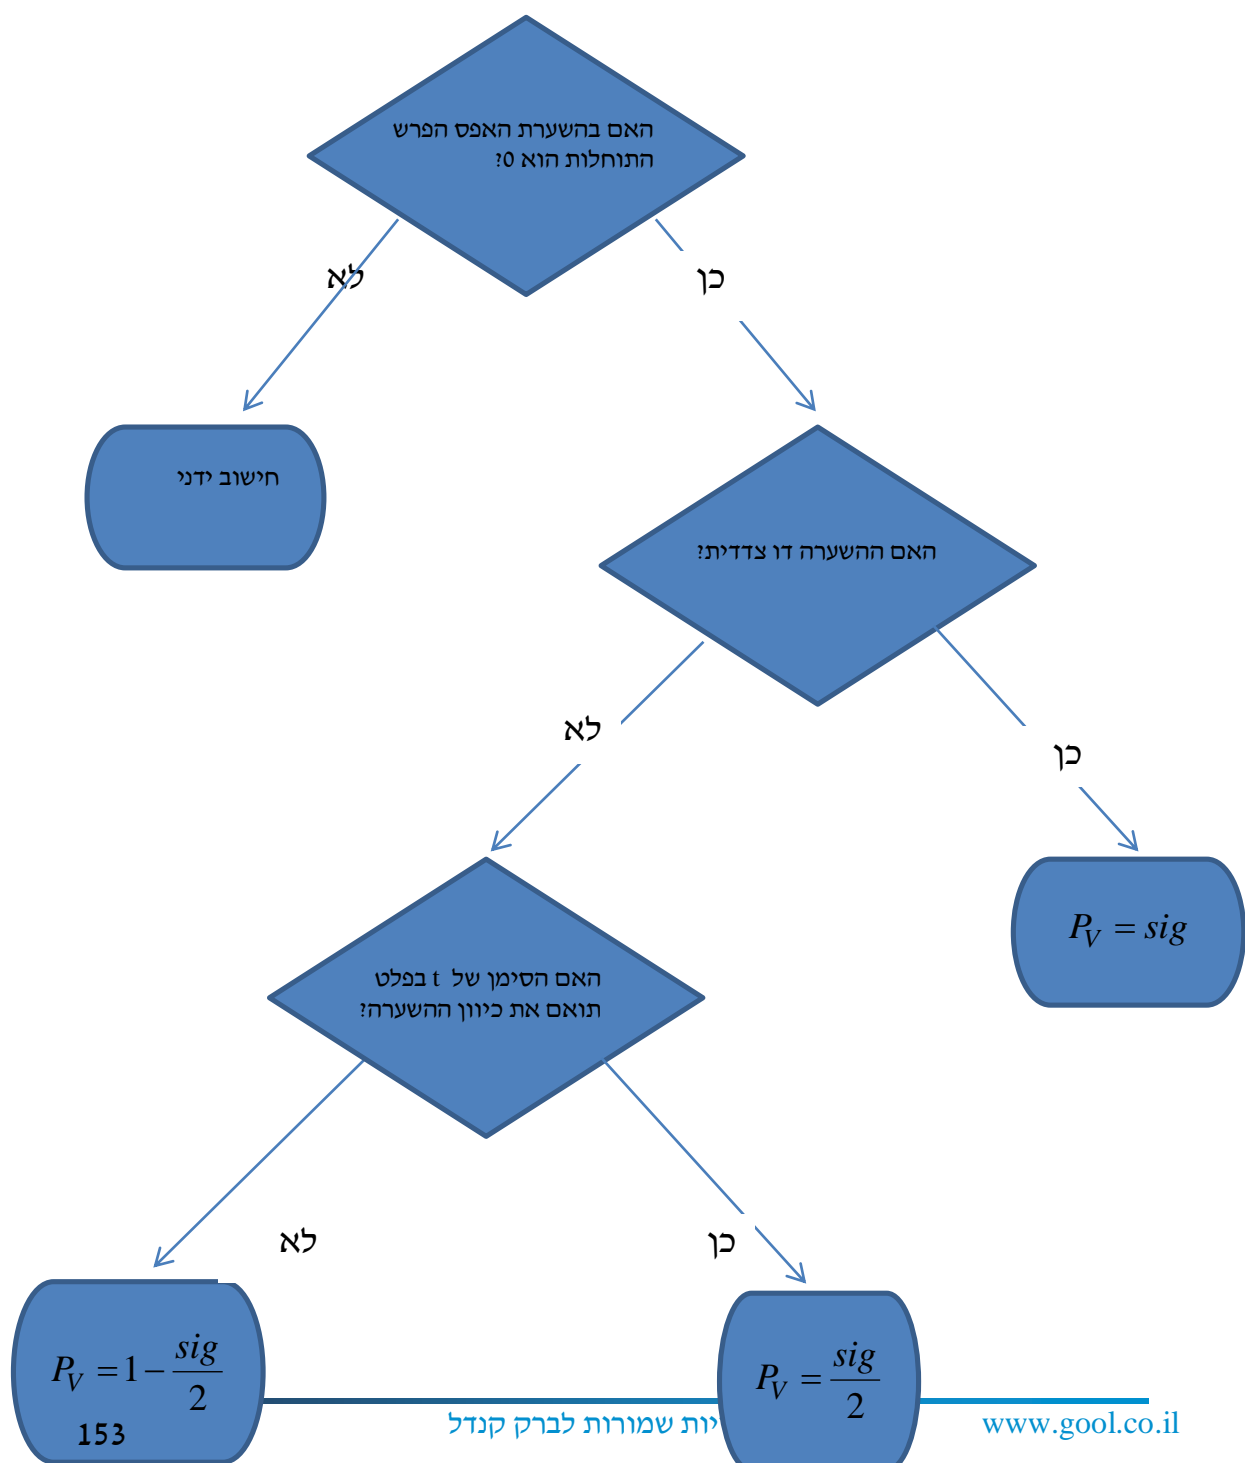 האם בהשערת האפס הפרש
התוחלות הוא 0?
לא
כן
חישוב ידני
האם ההשערה דו צדדית?
לא
כן
P_V = sig
האם הסימן של t בפלט
תואם את כיוון ההשערה?
לא
כן
P_V = 1 - sig/2
P_V = sig/2
153
יות שמורות לברק קנדל
www.gool.co.il